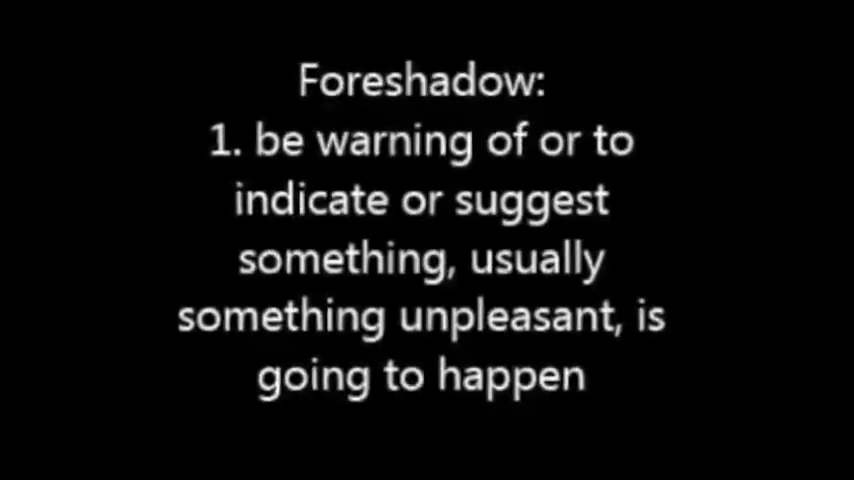 Foreshadow:
1. be warning of or to
indicate or suggest
something, usually
something unpleasant, is
going to happen